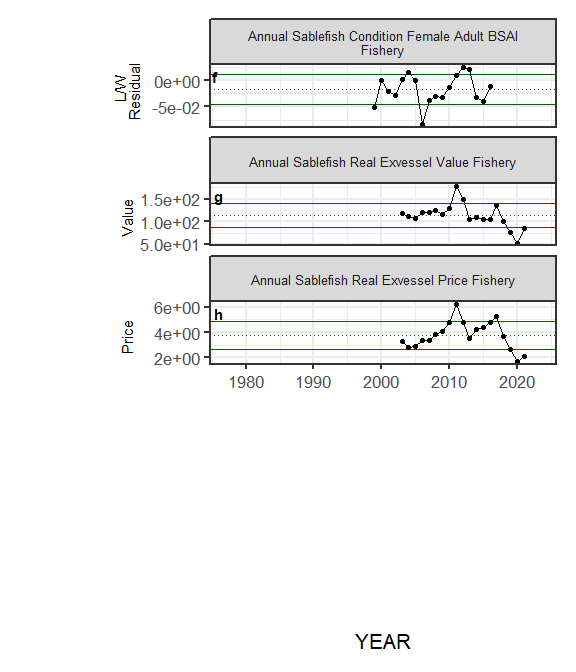 Annual Sablefish Condition Female Adult BSAI
Fishery
L/W
Residual
f
0e+00
-5e-02
Annual Sablefish Real Exvessel Value Fishery
Value
g
1.5e+02
1.0e+02
5.0e+01
Annual Sablefish Real Exvessel Price Fishery
Price
h
6e+00
4e+00
2e+00
1980 1990 2000 2010 2020
YEAR